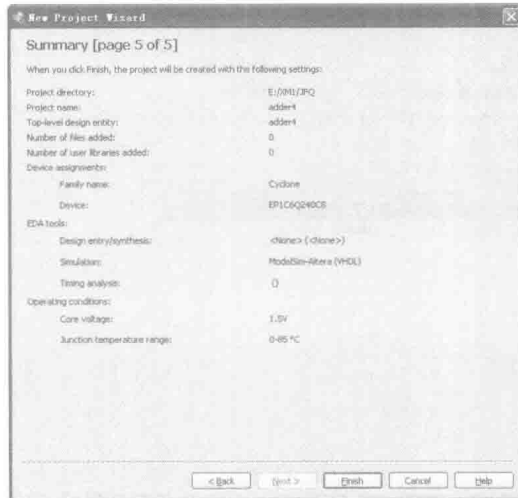 New Project Wizard
Summary [page 5 of 5]
When you click Finish, the project will be created with the following settings:
Project directory: E:/XM1/JFQ
Project name: adder4
Top-level design entity: adder4
Number of files added: 0
Number of user libraries added: 0
Device assignments:
Family name: Cyclone
Device: EP1C6Q240C8
EDA tools:
Design entry/synthesis: <None> (<None>)
Simulation: ModelSim-Altera (VHDL)
Timing analysis: ()
Operating conditions:
Core voltage: 1.5V
Junction temperature range: 0-85 °C
< Back Next > Finish Cancel Help